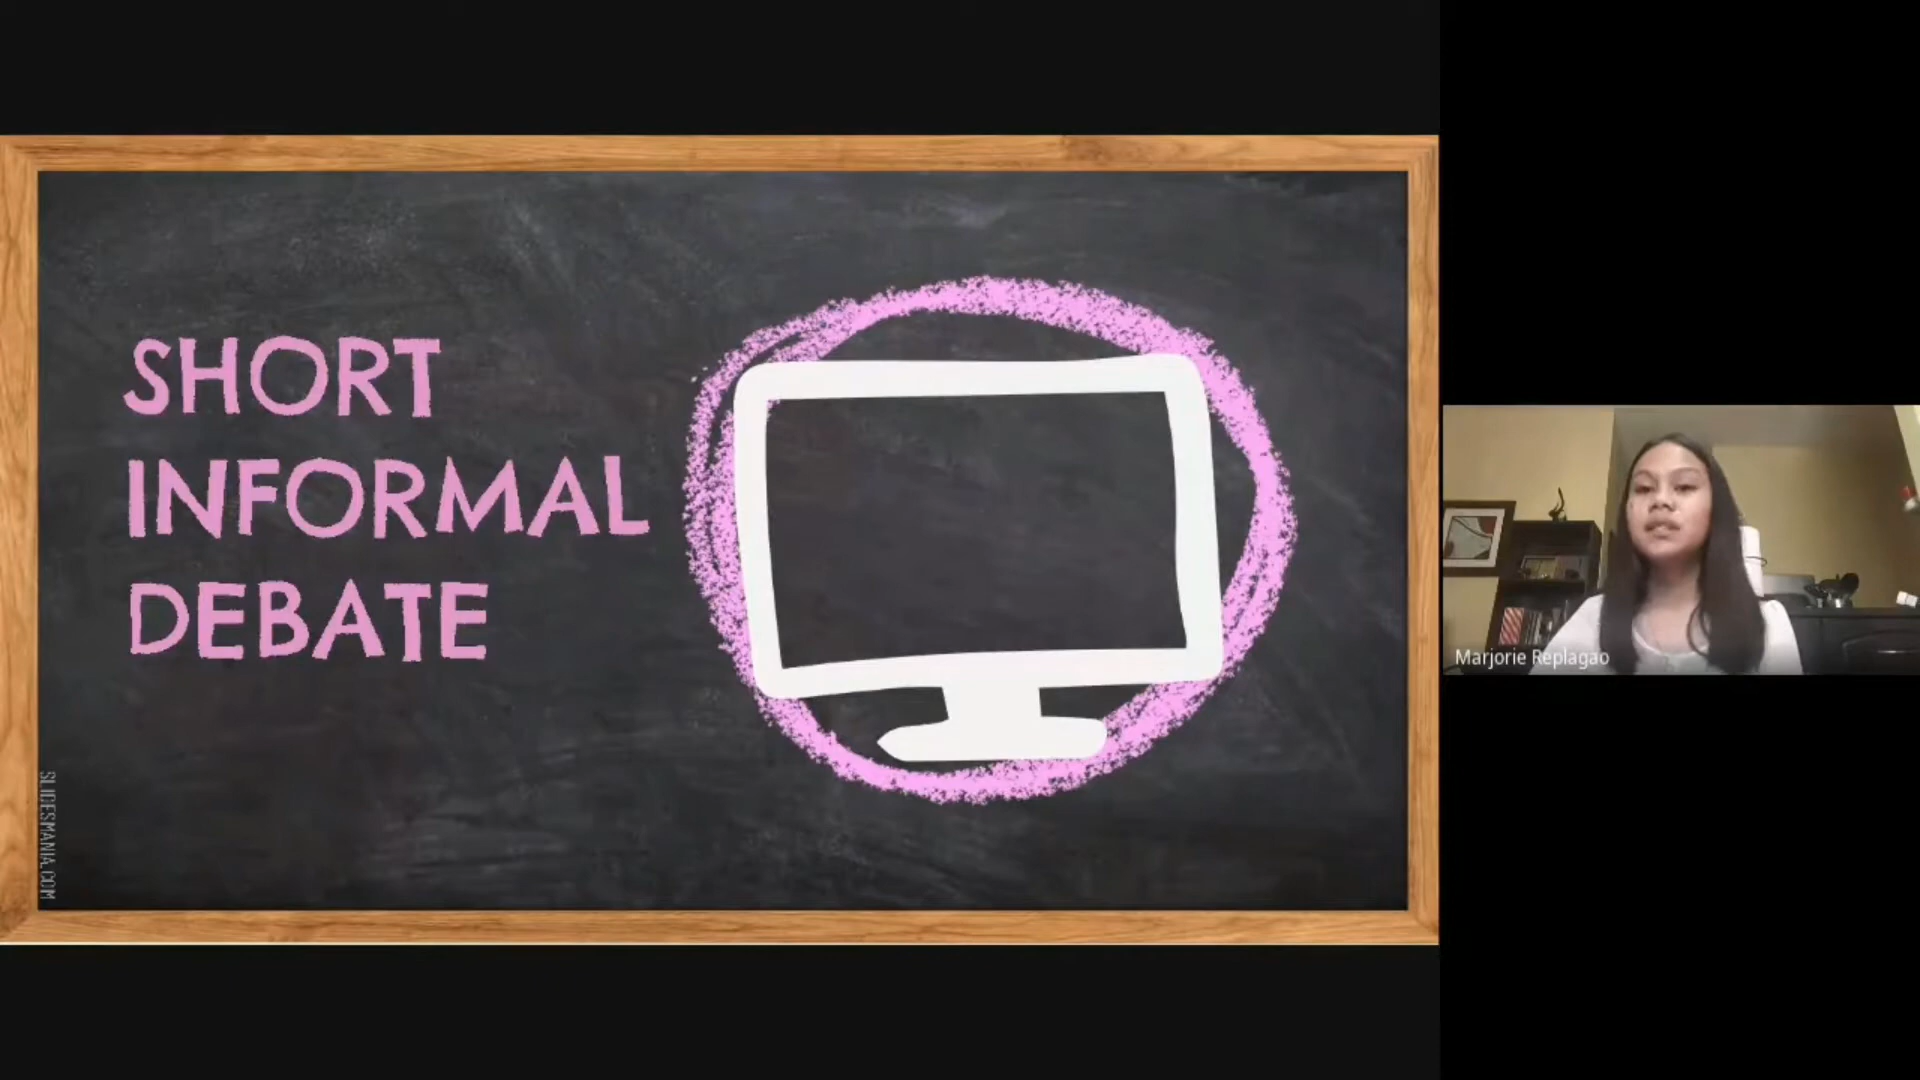 SHORT
INFORMAL
DEBATE
SLIDESMANIA.COM
Marjorie Replagao